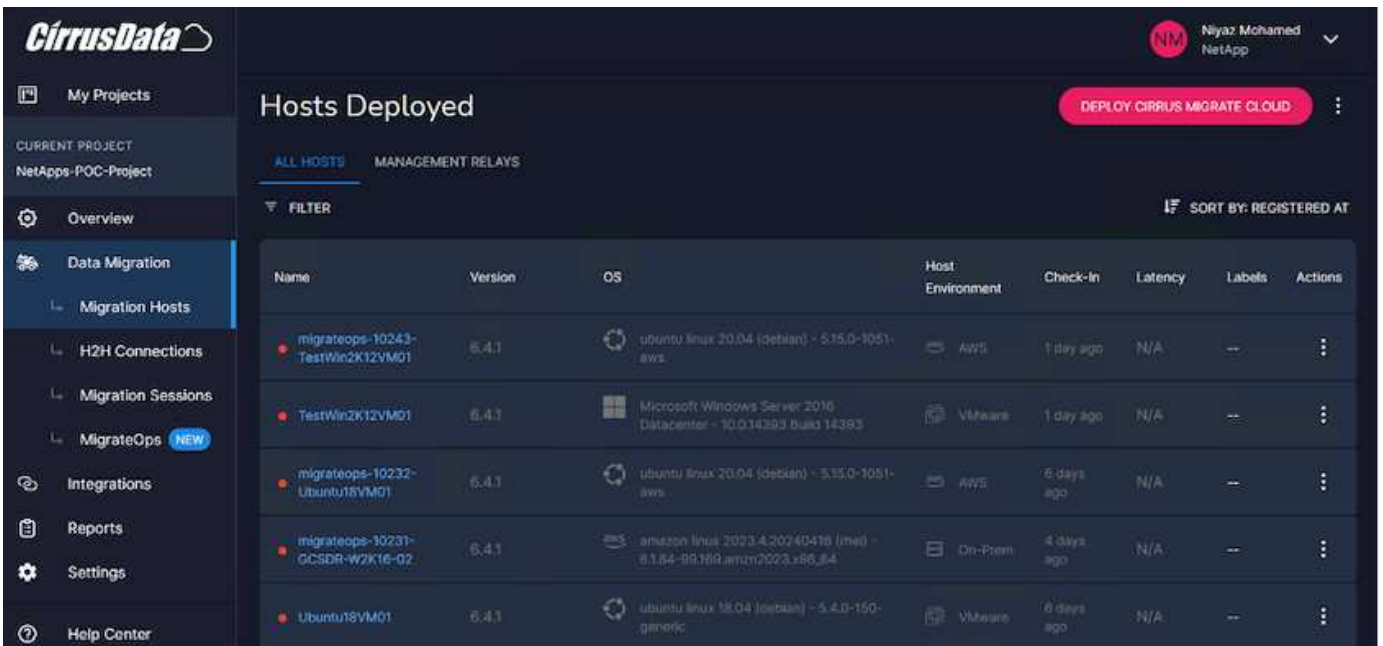 CirrusData
NM
Niyaz Mohamed
NetApp
My Projects
CURRENT PROJECT
NetApps-POC-Project
Overview
Data Migration
Migration Hosts
H2H Connections
Migration Sessions
MigrateOps NEW
Integrations
Reports
Settings
Help Center
Hosts Deployed
DEPLOY CIRRUS MIGRATE CLOUD
ALL HOSTS MANAGEMENT RELAYS
FILTER
SORT BY: REGISTERED AT
Name Version OS Host Environment Check-In Latency Labels Actions
migrateops-10243-
TestWin2K12VM01
6.4.1
ubuntu linux 20.04 (debian) - 5.15.0-1051-
aws
AWS
1 day ago
N/A
--
TestWin2K12VM01
6.4.1
Microsoft Windows Server 2016
Datacenter - 10.0.14393 Build 14393
VMware
1 day ago
N/A
--
migrateops-10232-
Ubuntu18VM01
6.4.1
ubuntu linux 20.04 (debian) - 5.15.0-1051-
aws
AWS
6 days
ago
N/A
--
migrateops-10231-
GCSDR-W2K16-02
6.4.1
aws
amazon linux 2023.4.20240416 (rhel) -
6.1.84-99.169.amzn2023.x86_64
On-Prem
4 days
ago
N/A
--
Ubuntu18VM01
6.4.1
ubuntu linux 18.04 (debian) - 5.4.0-150-
generic
VMware
6 days
ago
N/A
--